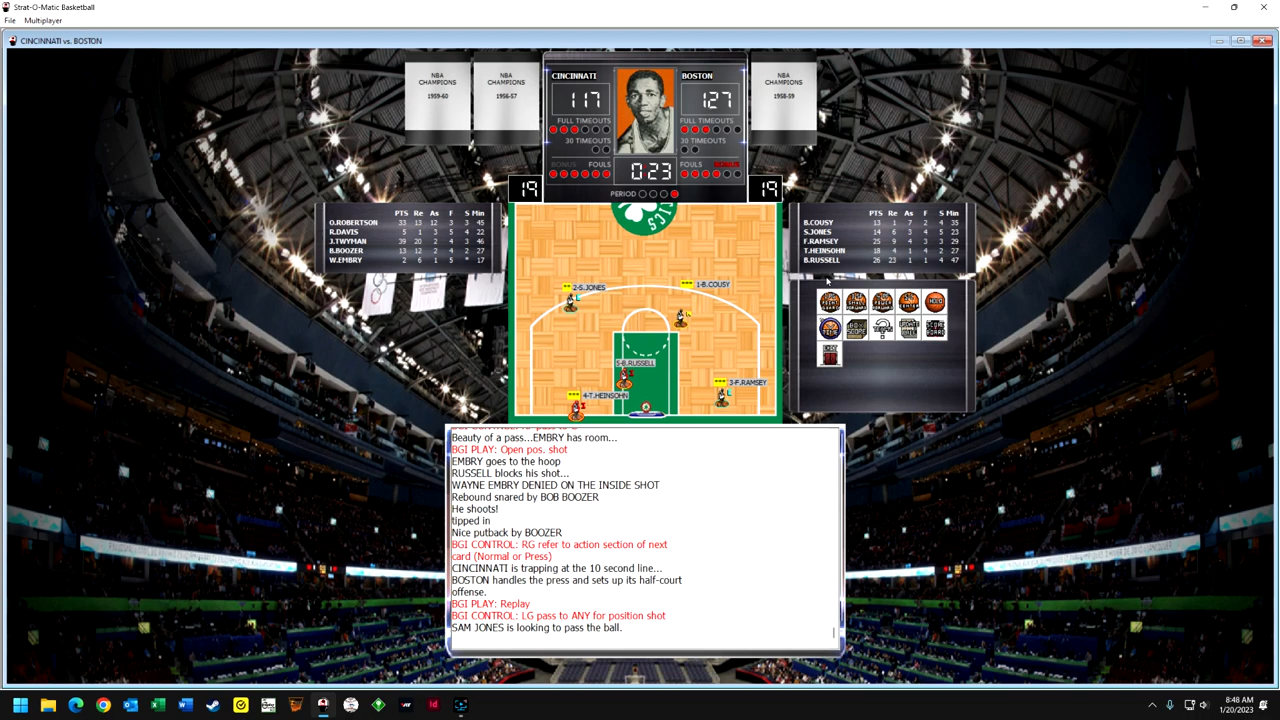 Strat-O-Matic Basketball
File Multiplayer
CINCINNATI vs. BOSTON
NBA
CHAMPIONS
1959-60
NBA
CHAMPIONS
1956-57
NBA
CHAMPIONS
1958-59
CINCINNATI
BOSTON
117
127
FULL TIMEOUTS
FULL TIMEOUTS
30 TIMEOUTS
30 TIMEOUTS
BONUS FOULS
0:23
FOULS BONUS
PERIOD
19
19
PTS Re As F S Min
O.ROBERTSON 33 13 12 3 3 45
R.DAVIS 5 1 3 5 4 22
J.TWYMAN 39 20 2 4 3 46
B.BOOZER 13 12 2 4 2 27
W.EMBRY 2 6 1 5 * 17
PTS Re As F S Min
B.COUSY 13 1 7 2 4 35
S.JONES 14 6 3 4 5 23
F.RAMSEY 25 9 4 3 3 29
T.HEINSOHN 18 4 1 4 2 27
B.RUSSELL 26 23 1 1 4 47
CELTICS
2-S.JONES
L
1-B.COUSY
5-B.RUSSELL
3-F.RAMSEY
L
4-T.HEINSOHN
HOLD
TIME
BOX
SCORE
Beauty of a pass...EMBRY has room...
BGI PLAY: Open pos. shot
EMBRY goes to the hoop
RUSSELL blocks his shot...
WAYNE EMBRY DENIED ON THE INSIDE SHOT
Rebound snared by BOB BOOZER
He shoots!
tipped in
Nice putback by BOOZER
BGI CONTROL: RG refer to action section of next
card (Normal or Press)
CINCINNATI is trapping at the 10 second line...
BOSTON handles the press and sets up its half-court
offense.
BGI PLAY: Replay
BGI CONTROL: LG pass to ANY for position shot
SAM JONES is looking to pass the ball.
8:48 AM
1/20/2023